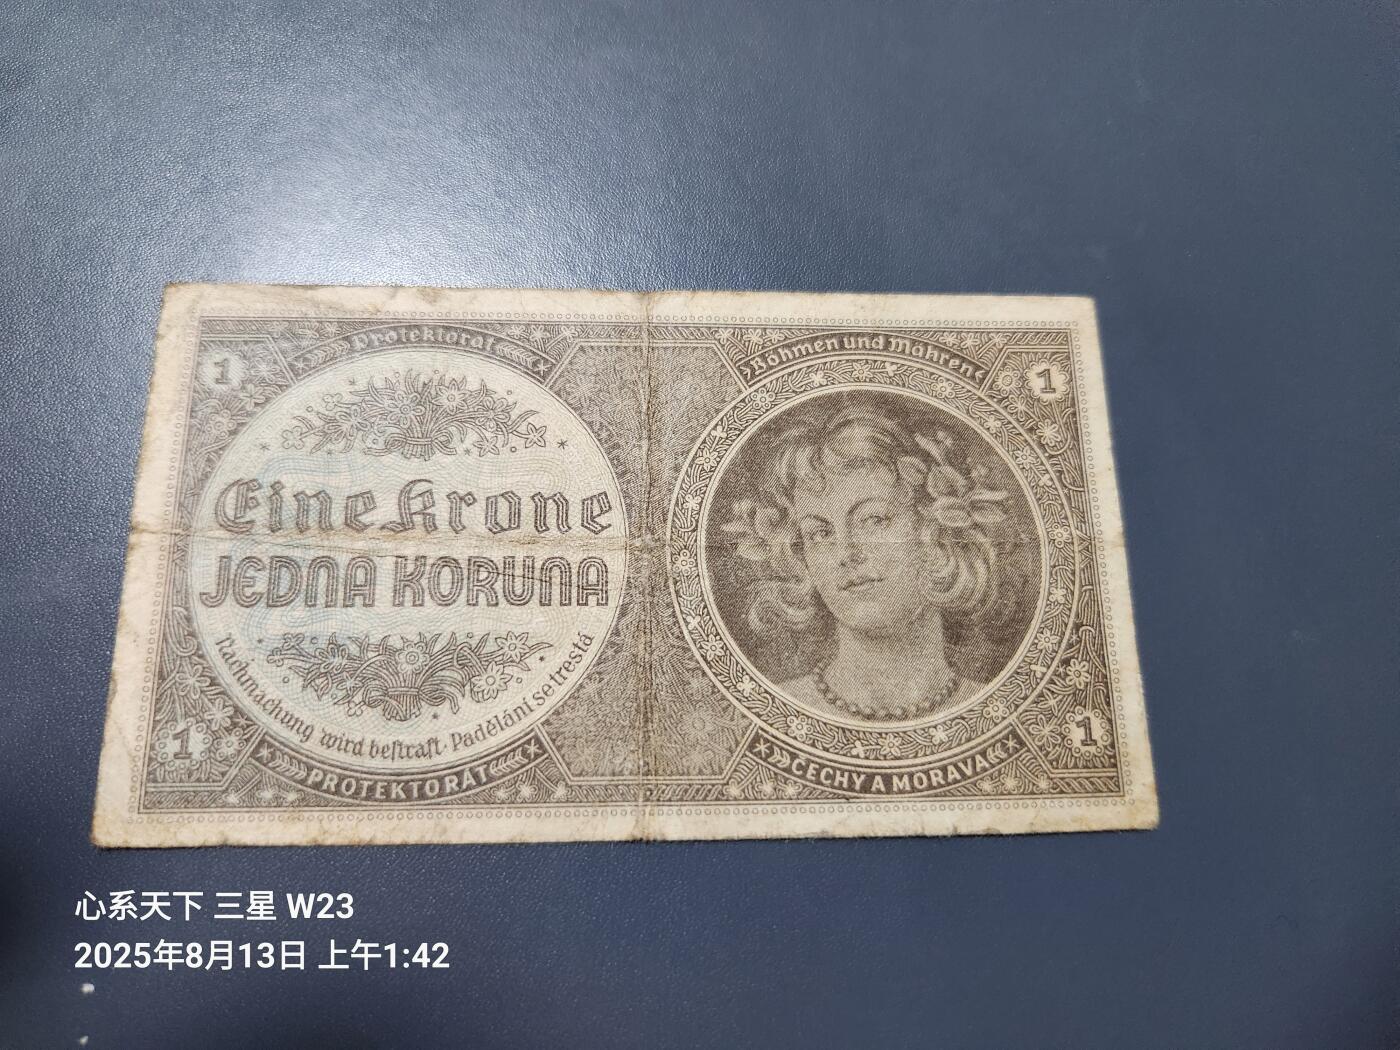 Protektorat
Böhmen und Mähren
1
1
Eine Krone
JEDNA KORUNA
Nachmachung wird bestraft · Padělání se trestá
1
1
PROTEKTORÁT
ČECHY A MORAVA
心系天下 三星 W23
2025年8月13日 上午1:42